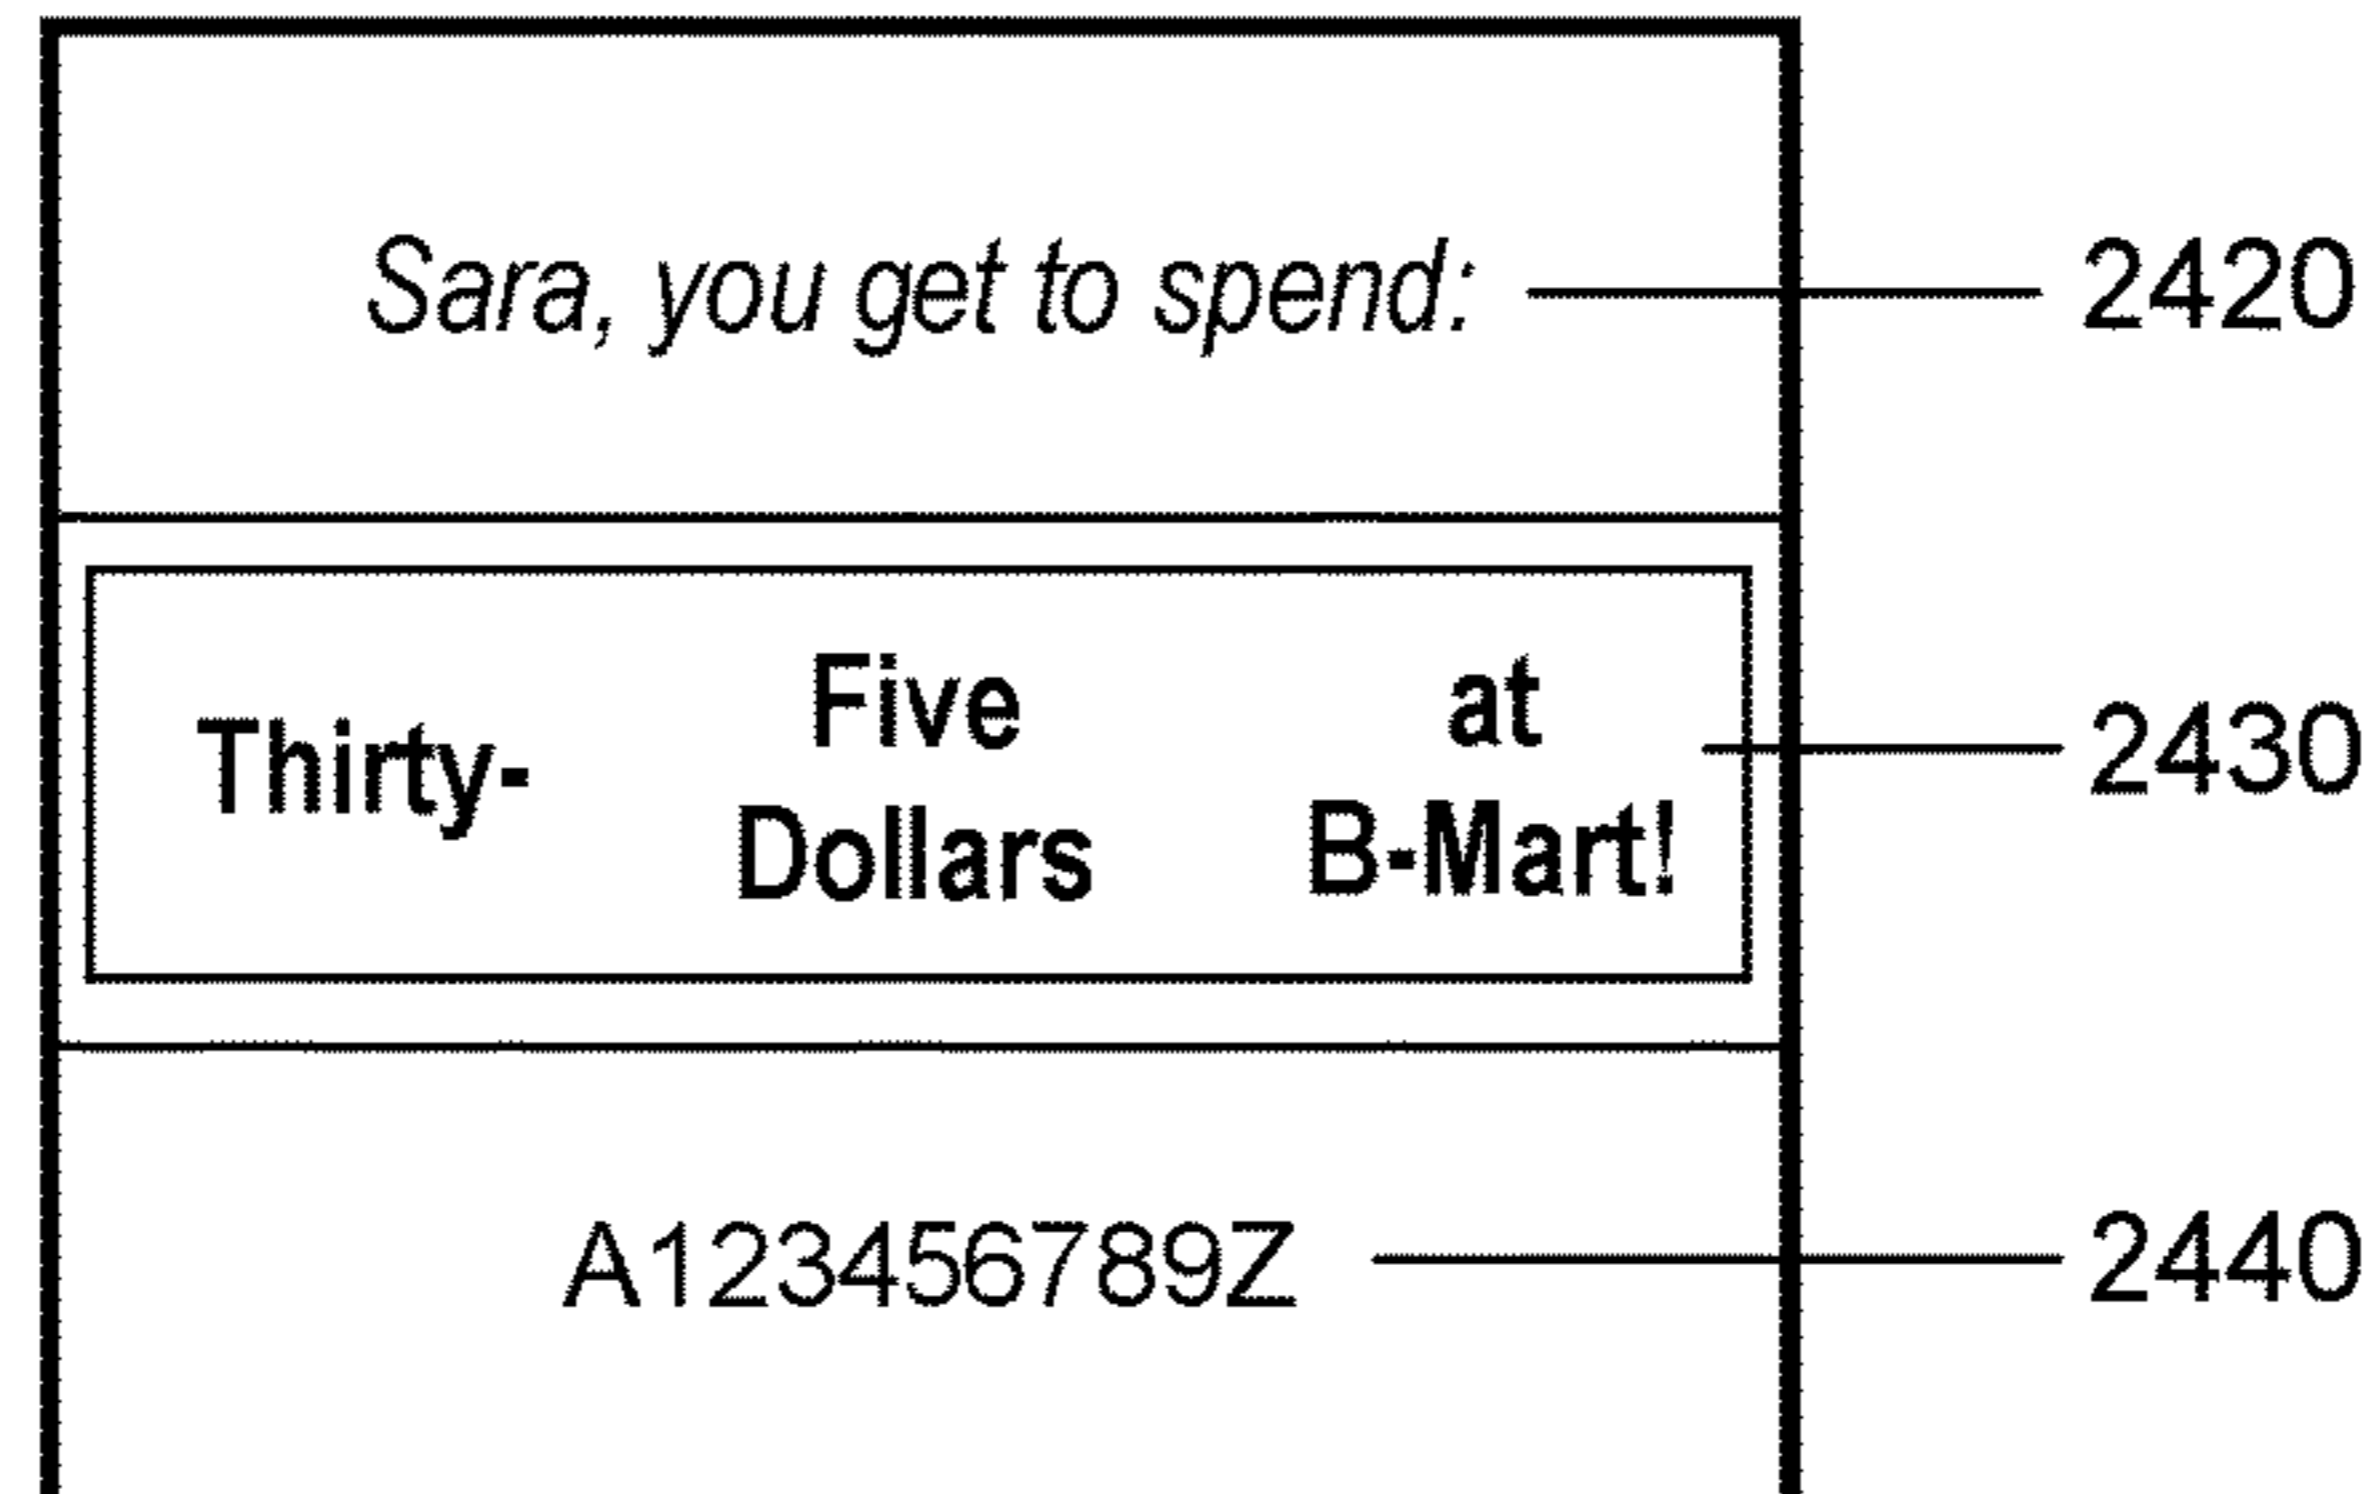 Sara, you get to spend:
2420
Thirty-
Five
Dollars
at
B-Mart!
2430
A123456789Z
2440